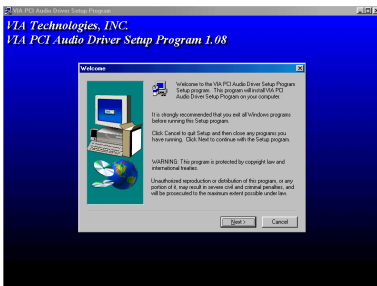 VIA PCI Audio Driver Setup Program
VIA Technologies, INC.
VIA PCI Audio Driver Setup Program 1.08
Welcome
Welcome to the VIA PCI Audio Driver Setup Program
Setup program. This program will install VIA PCI
Audio Driver Setup Program on your computer.
It is strongly recommended that you exit all Windows programs
before running this Setup program.
Click Cancel to quit Setup and then close any programs you
have running. Click Next to continue with the Setup program.
WARNING: This program is protected by copyright law and
international treaties.
Unauthorized reproduction or distribution of this program, or any
portion of it, may result in severe civil and criminal penalties, and
will be prosecuted to the maximum extent possible under law.
Next >
Cancel